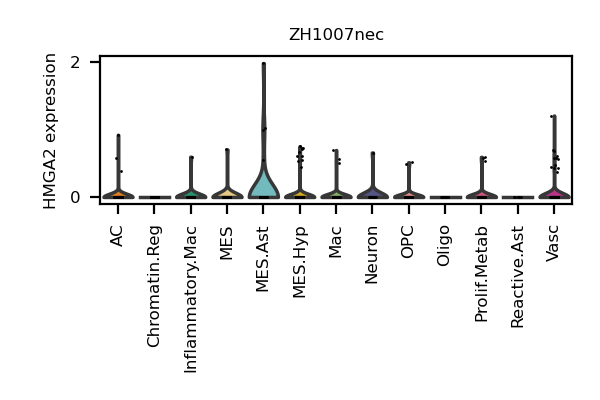 ZH1007nec
HMGA2 expression
2
0
AC
Chromatin.Reg
Inflammatory.Mac
MES
MES.Ast
MES.Hyp
Mac
Neuron
OPC
Oligo
Prolif.Metab
Reactive.Ast
Vasc